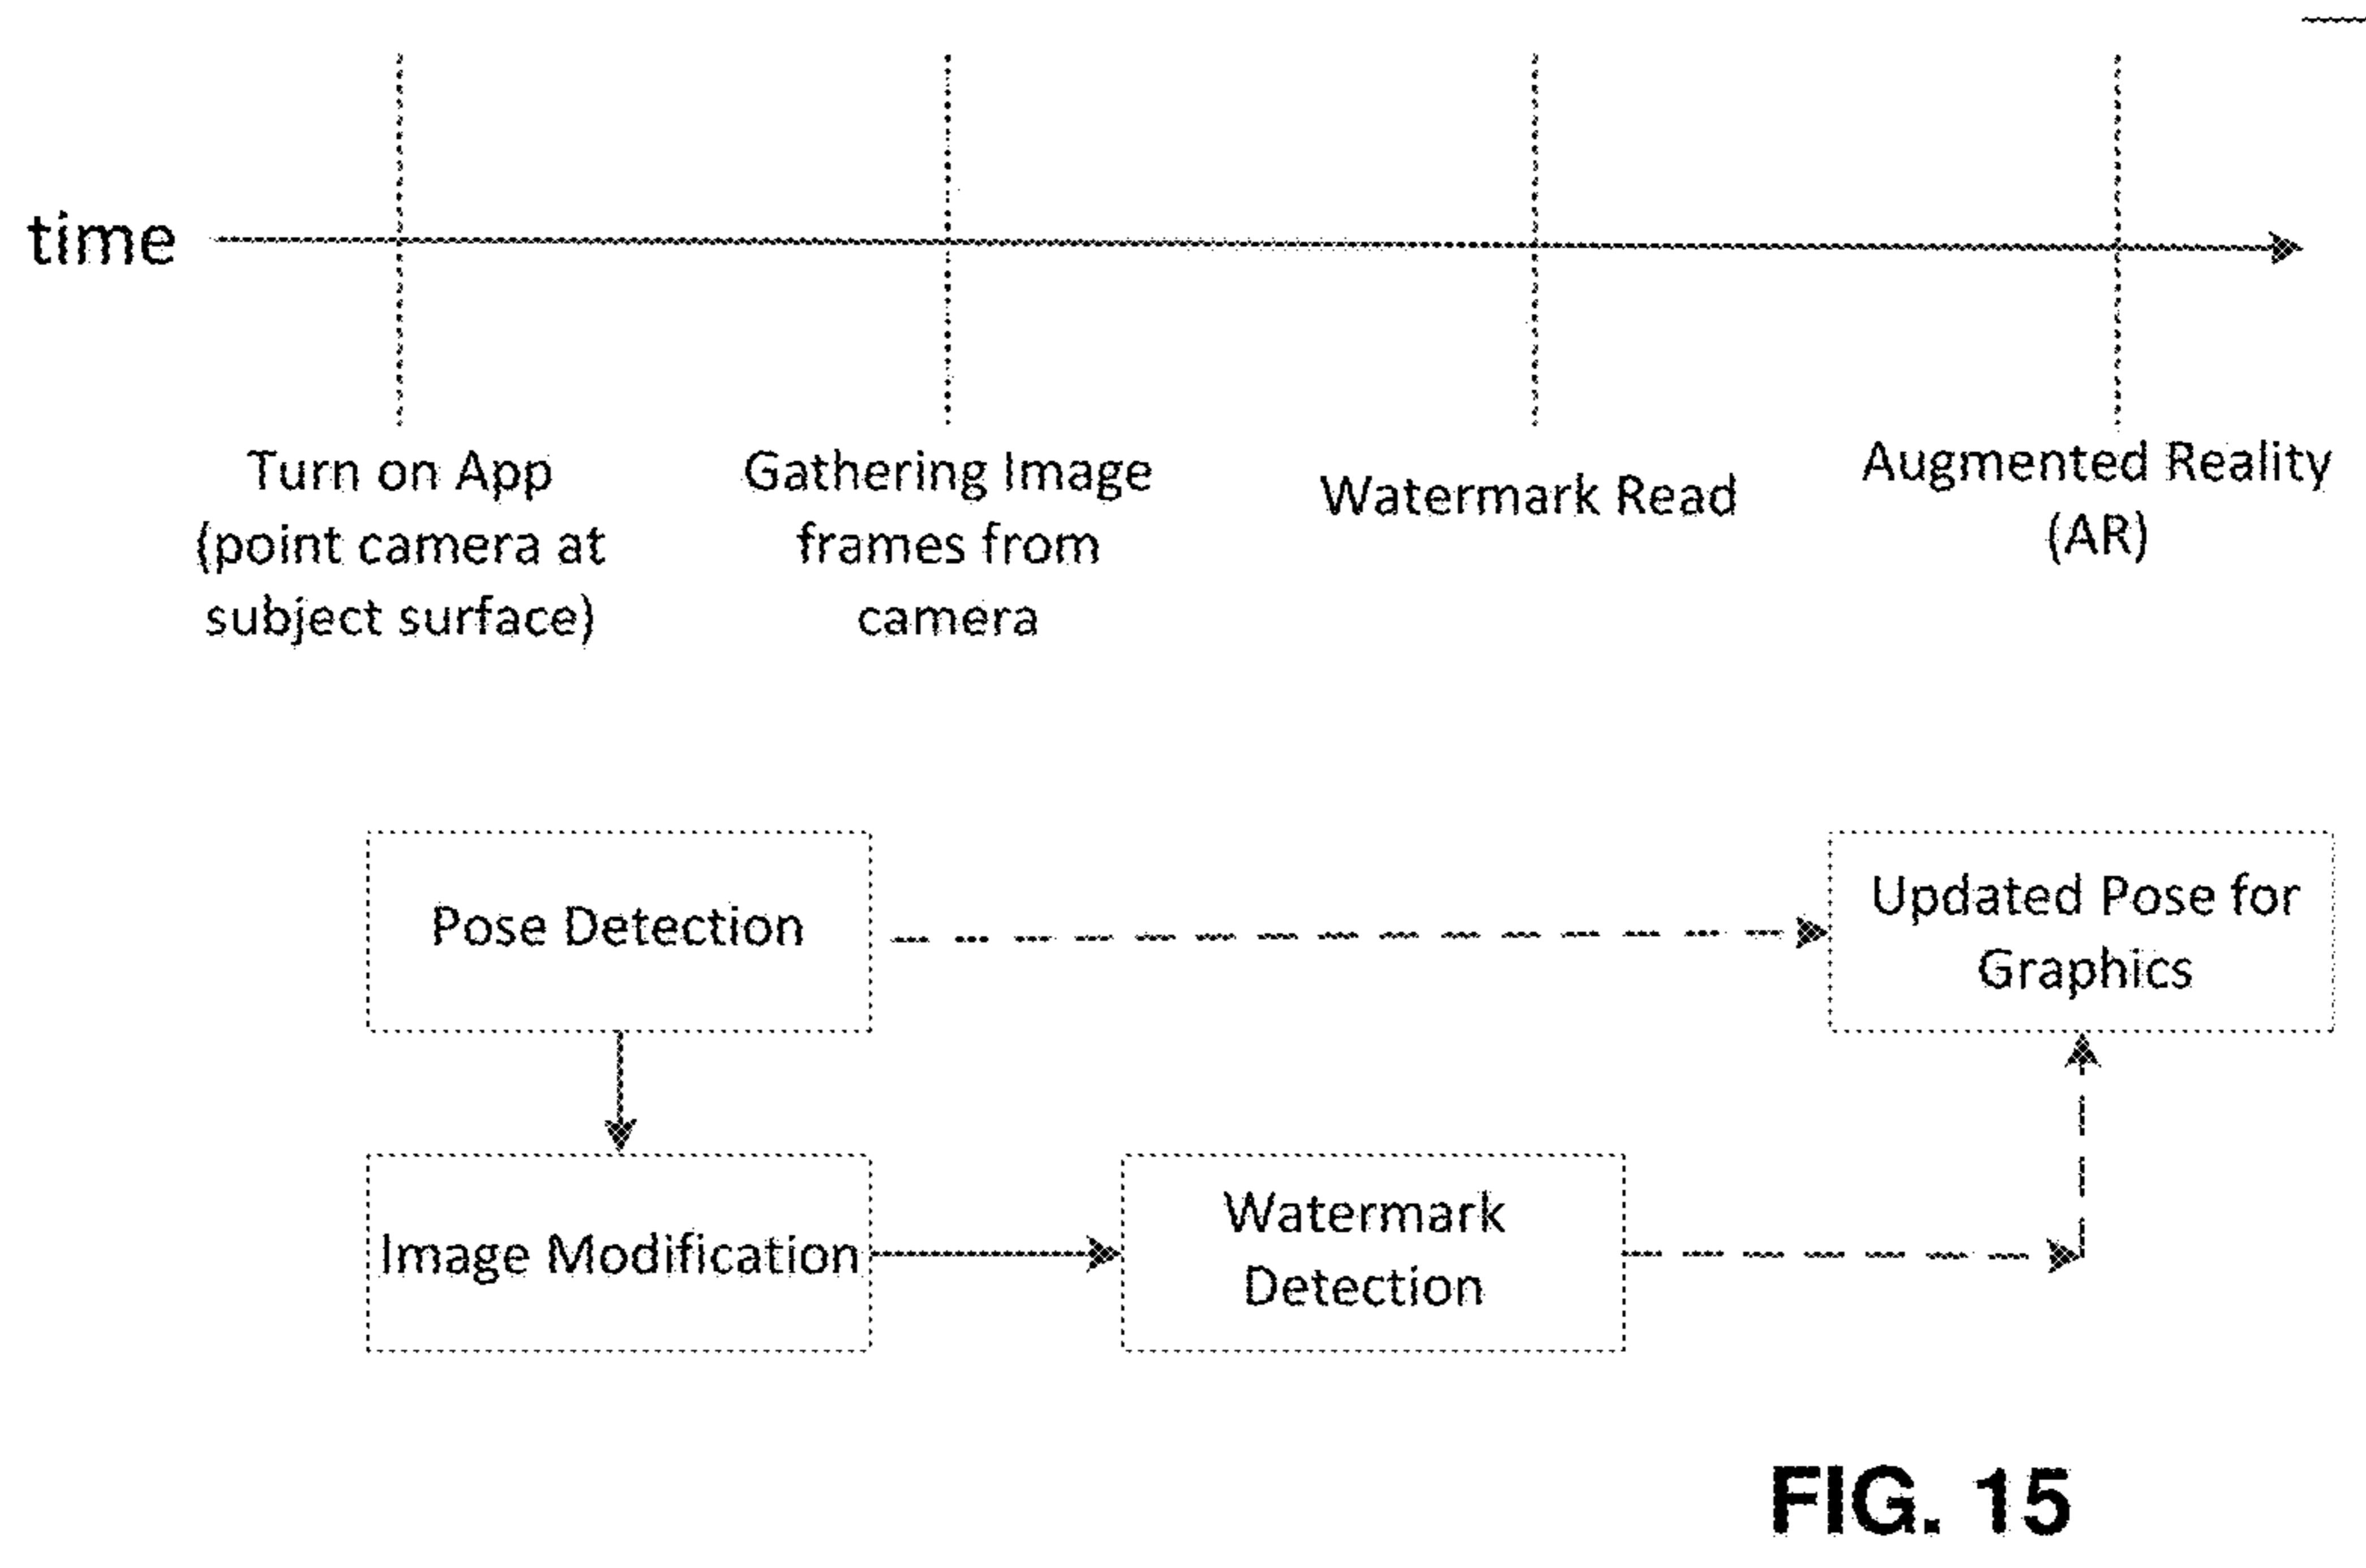 time
Turn on App
(point camera at
subject surface)
Gathering Image
frames from
camera
Watermark Read
Augmented Reality
(AR)
Pose Detection
Updated Pose for
Graphics
Image Modification
Watermark
Detection
FIG. 15